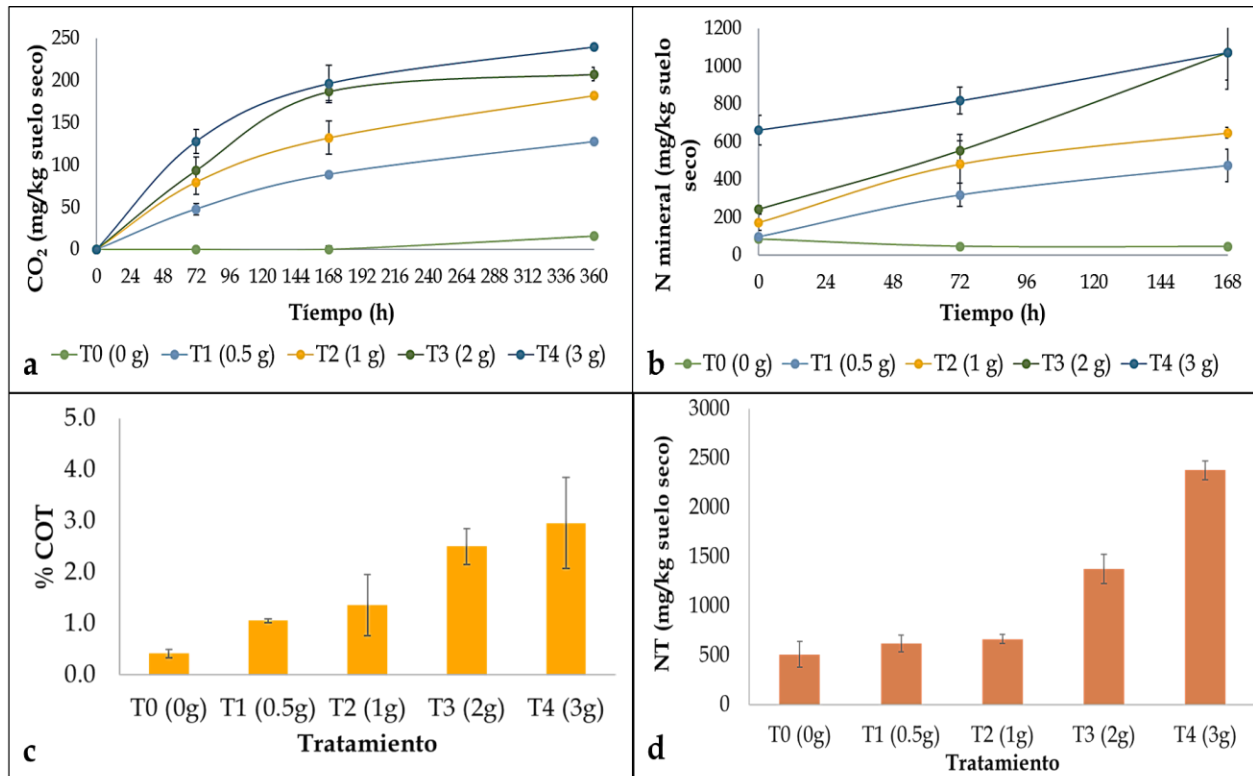 CO₂ (mg/kg suelo seco)
250
200
150
100
50
0
0 24 48 72 96 120 144 168 192 216 240 264 288 312 336 360
Tíempo (h)
T0 (0 g) T1 (0.5 g) T2 (1 g) T3 (2 g) T4 (3 g)
a
N mineral (mg/kg suelo
seco)
1200
1000
800
600
400
200
0
0 24 48 72 96 120 144 168
Tiempo (h)
T0 (0 g) T1 (0.5 g) T2 (1 g) T3 (2 g) T4 (3 g)
b
% COT
5.0
4.0
3.0
2.0
1.0
0.0
T0 (0g) T1 (0.5g) T2 (1g) T3 (2g) T4 (3g)
Tratamiento
c
NT (mg/kg suelo seco)
3000
2500
2000
1500
1000
500
0
T0 (0g) T1 (0.5g) T2 (1g) T3 (2g) T4 (3g)
Tratamiento
d